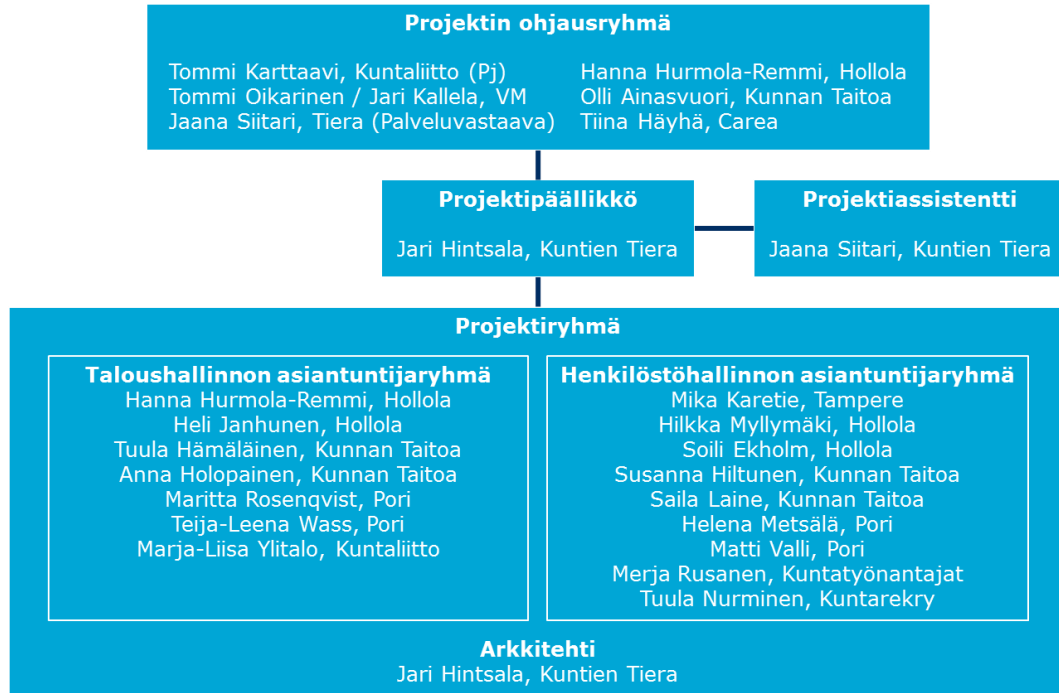 Projektin ohjausryhmä
Tommi Karttaavi, Kuntaliitto (Pj)
Tommi Oikarinen / Jari Kallela, VM
Jaana Siitari, Tiera (Palveluvastaava)
Hanna Hurmola-Remmi, Hollola
Olli Ainasvuori, Kunnan Taitoa
Tiina Häyhä, Carea
Projektipäällikkö
Jari Hintsala, Kuntien Tiera
Projektiassistentti
Jaana Siitari, Kuntien Tiera
Projektiryhmä
Taloushallinnon asiantuntijaryhmä
Hanna Hurmola-Remmi, Hollola
Heli Janhunen, Hollola
Tuula Hämäläinen, Kunnan Taitoa
Anna Holopainen, Kunnan Taitoa
Maritta Rosenqvist, Pori
Teija-Leena Wass, Pori
Marja-Liisa Ylitalo, Kuntaliitto
Henkilöstöhallinnon asiantuntijaryhmä
Mika Karetie, Tampere
Hilkka Myllymäki, Hollola
Soili Ekholm, Hollola
Susanna Hiltunen, Kunnan Taitoa
Saila Laine, Kunnan Taitoa
Helena Metsälä, Pori
Matti Valli, Pori
Merja Rusanen, Kuntatyönantajat
Tuula Nurminen, Kuntarekry
Arkkitehti
Jari Hintsala, Kuntien Tiera